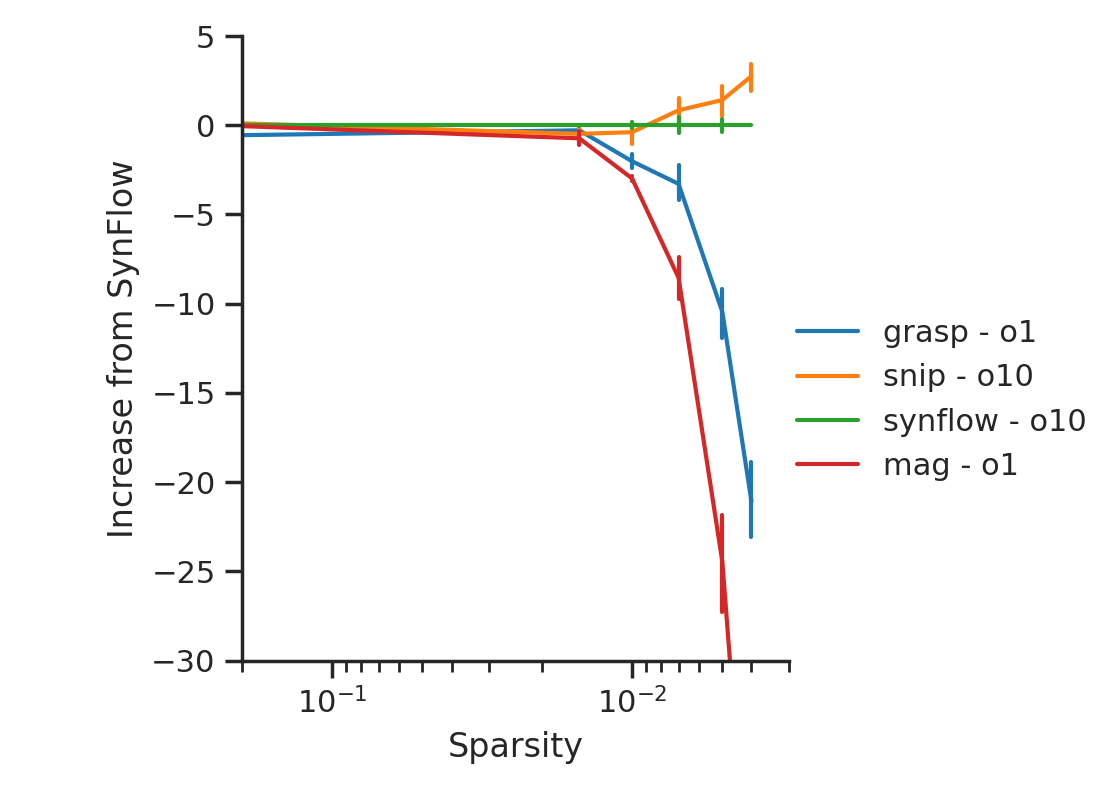 5
0
−5
−10
−15
−20
−25
−30
Increase from SynFlow
10⁻¹
10⁻²
Sparsity
grasp - o1
snip - o10
synflow - o10
mag - o1